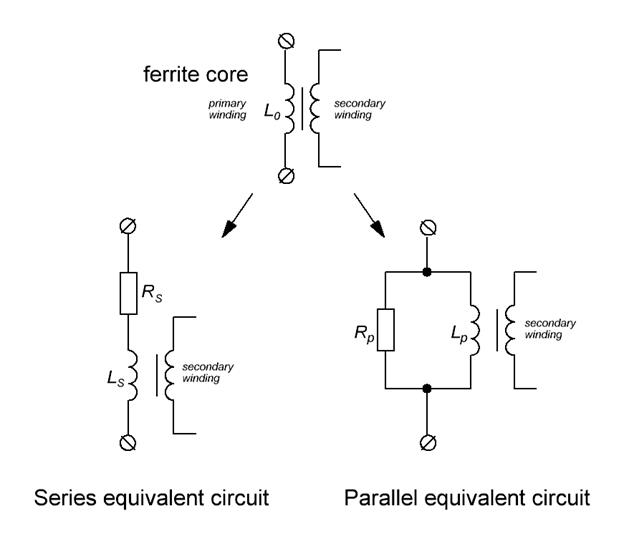 ferrite core
primary
winding
L0
secondary
winding
RS
LS
secondary
winding
Rp
Lp
secondary
winding
Series equivalent circuit
Parallel equivalent circuit